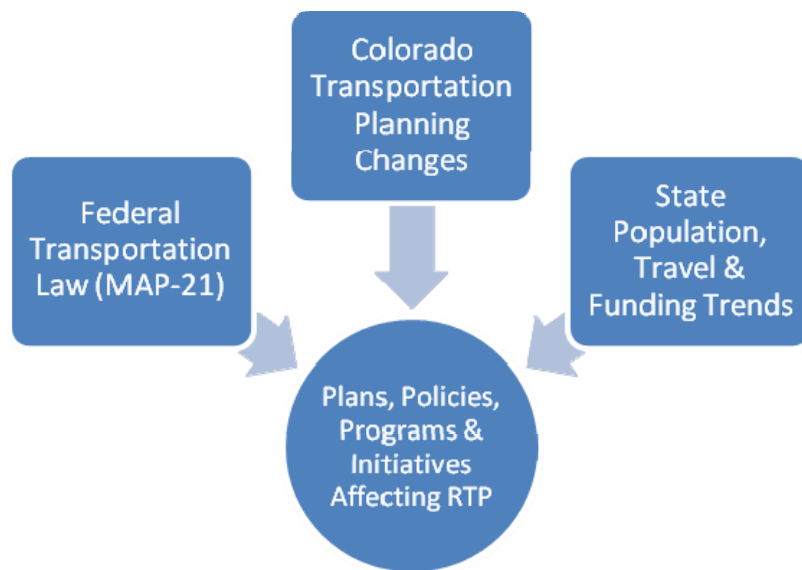 Colorado
Transportation
Planning
Changes
Federal
Transportation
Law (MAP-21)
State
Population,
Travel &
Funding Trends
Plans, Policies,
Programs &
Initiatives
Affecting RTP